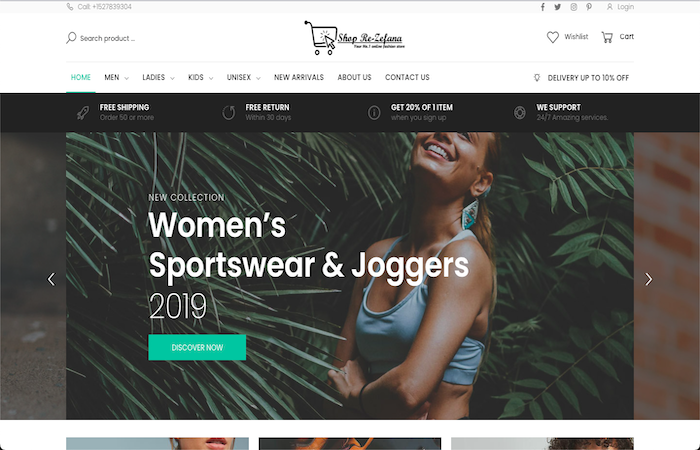 Call: +1527839304
Login
Search product ...
Shop Re-Zefana
Your No.1 online fashion store
Wishlist
Cart
HOME MEN LADIES KIDS UNISEX NEW ARRIVALS ABOUT US CONTACT US
DELIVERY UP TO 10% OFF
FREE SHIPPING
Order 50 or more
FREE RETURN
Within 30 days
GET 20% OF 1 ITEM
when you sign up
WE SUPPORT
24/7 Amazing services.
NEW COLLECTION
Women's
Sportswear & Joggers
2019
DISCOVER NOW